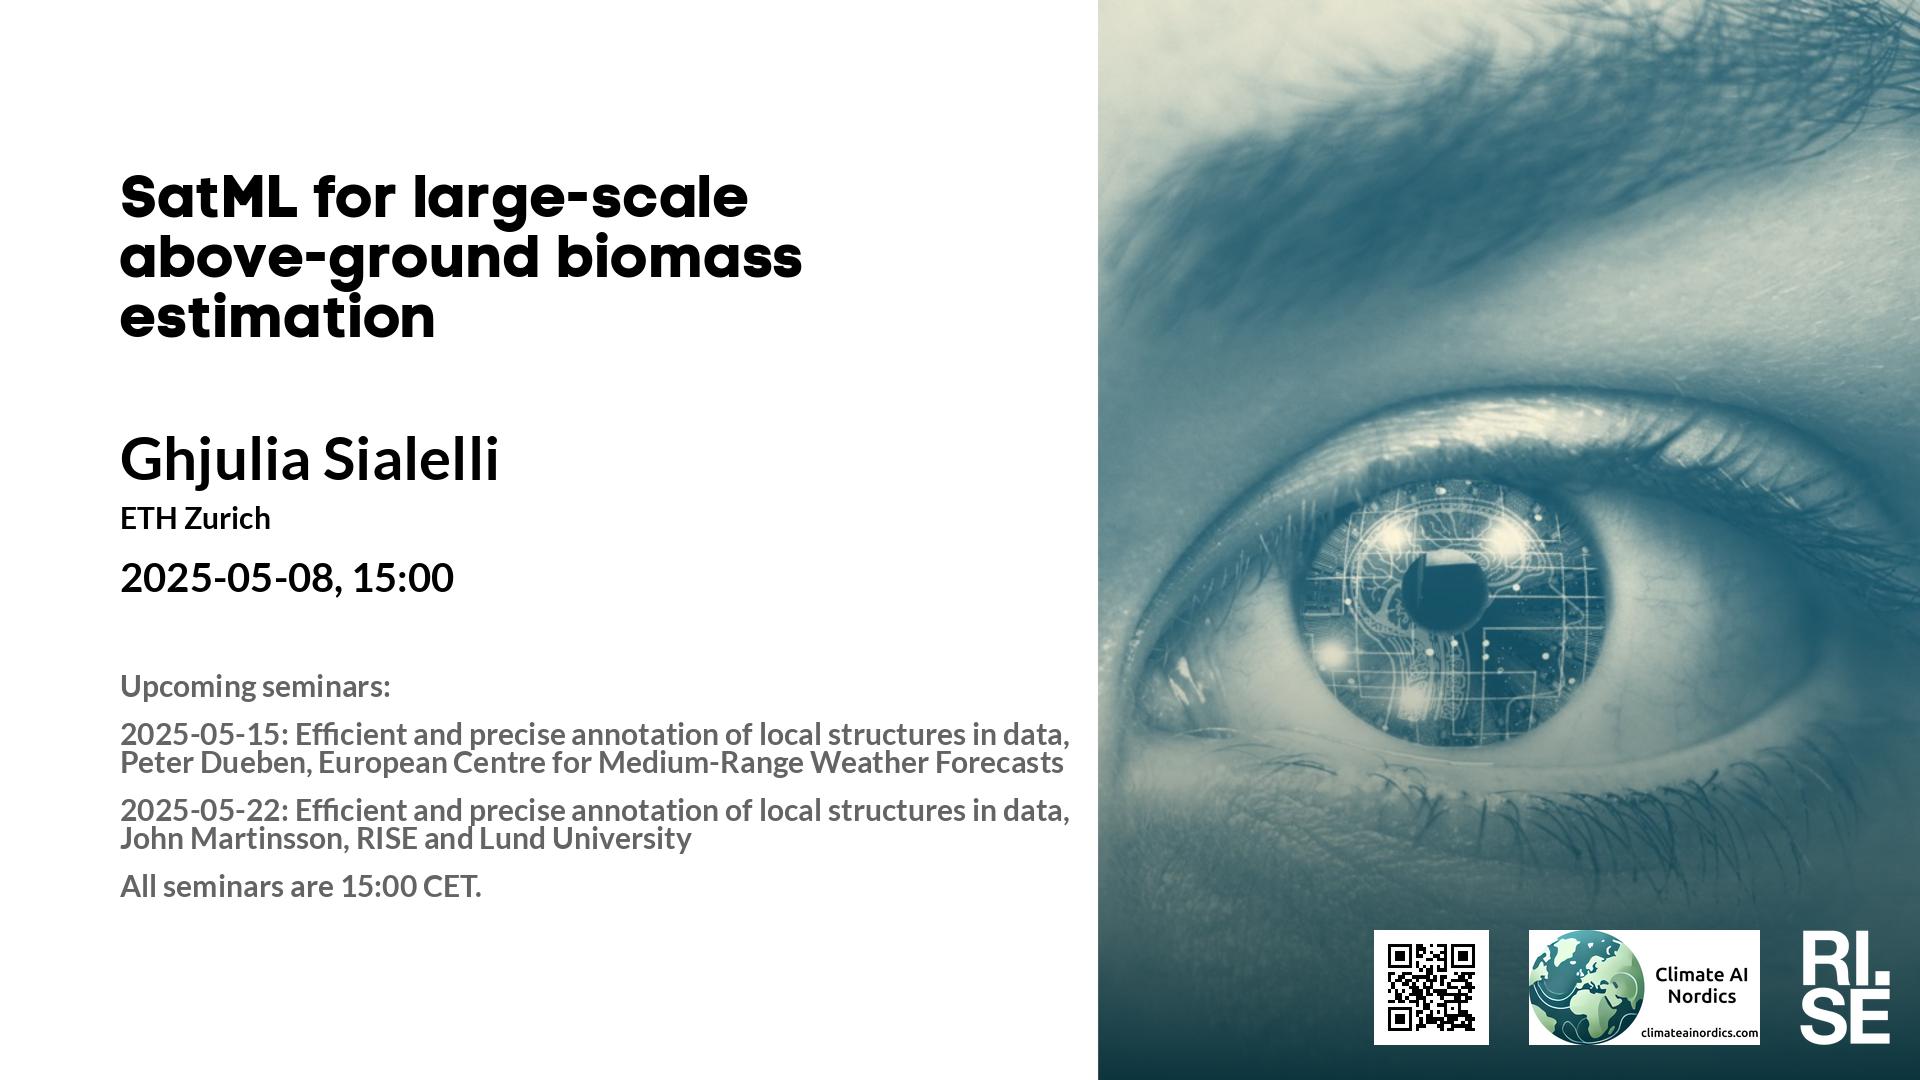 SatML for large-scale
above-ground biomass
estimation
Ghjulia Sialelli
ETH Zurich
2025-05-08, 15:00
Upcoming seminars:
2025-05-15: Efficient and precise annotation of local structures in data,
Peter Dueben, European Centre for Medium-Range Weather Forecasts
2025-05-22: Efficient and precise annotation of local structures in data,
John Martinsson, RISE and Lund University
All seminars are 15:00 CET.
Climate AI
Nordics
climateainordics.com
RI.
SE